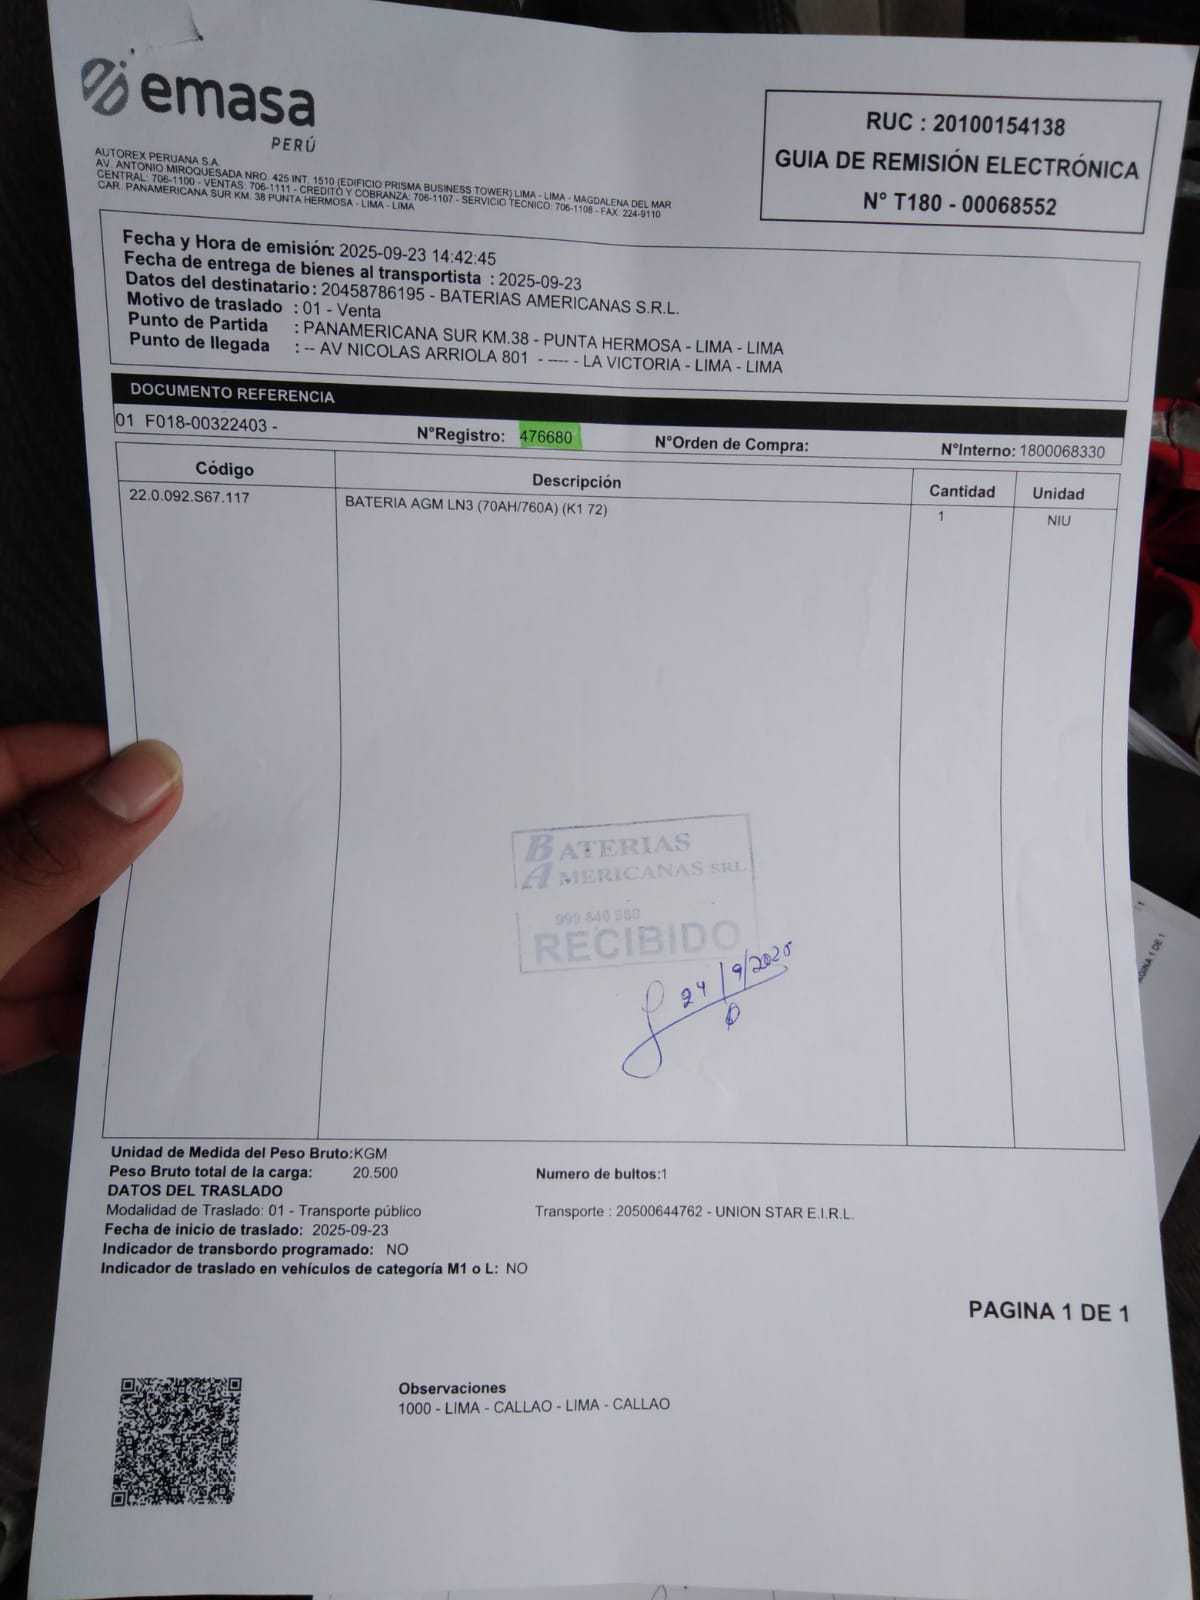 emasa
PERÚ
AUTOREX PERUANA S.A.
AV. ANTONIO MIROQUESADA NRO. 425 INT. 1510 (EDIFICIO PRISMA BUSINESS TOWER) LIMA - LIMA - MAGDALENA DEL MAR
CENTRAL: 706-1100 - VENTAS: 706-1111 - CREDITO Y COBRANZA: 706-1107 - SERVICIO TECNICO: 706-1108 - FAX. 224-9110
CAR. PANAMERICANA SUR KM. 38 PUNTA HERMOSA - LIMA - LIMA
RUC : 20100154138
GUIA DE REMISIÓN ELECTRÓNICA
N° T180 - 00068552
Fecha y Hora de emisión: 2025-09-23 14:42:45
Fecha de entrega de bienes al transportista : 2025-09-23
Datos del destinatario : 20458786195 - BATERIAS AMERICANAS S.R.L.
Motivo de traslado : 01 - Venta
Punto de Partida : PANAMERICANA SUR KM.38 - PUNTA HERMOSA - LIMA - LIMA
Punto de llegada : -- AV NICOLAS ARRIOLA 801 - ---- - LA VICTORIA - LIMA - LIMA
DOCUMENTO REFERENCIA
01 F018-00322403 - N°Registro: 476680 N°Orden de Compra: N°Interno: 1800068330
Código Descripción Cantidad Unidad
22.0.092.S67.117 BATERIA AGM LN3 (70AH/760A) (K1 72) 1 NIU
BATERIAS
AMERICANAS SRL
RECIBIDO
24/9/2025
Unidad de Medida del Peso Bruto:KGM
Peso Bruto total de la carga: 20.500 Numero de bultos:1
DATOS DEL TRASLADO
Modalidad de Traslado: 01 - Transporte público Transporte : 20500644762 - UNION STAR E.I.R.L.
Fecha de inicio de traslado: 2025-09-23
Indicador de transbordo programado: NO
Indicador de traslado en vehículos de categoría M1 o L: NO
PAGINA 1 DE 1
Observaciones
1000 - LIMA - CALLAO - LIMA - CALLAO